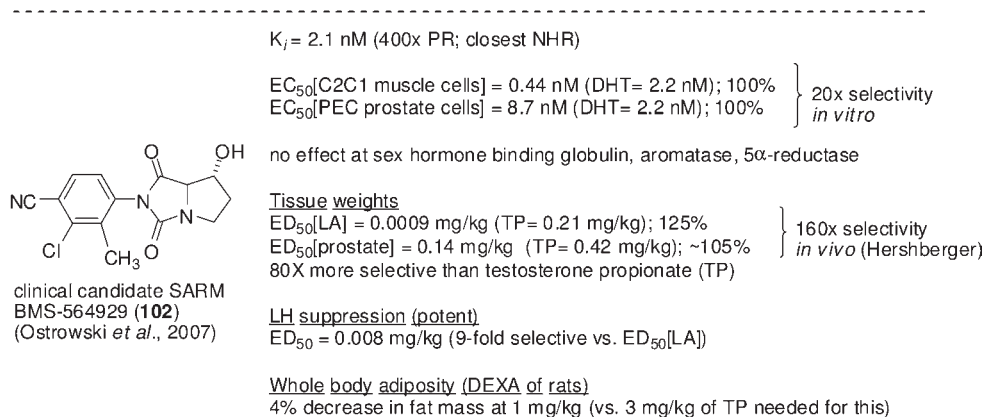 K_i = 2.1 nM (400x PR; closest NHR)
EC50[C2C1 muscle cells] = 0.44 nM (DHT= 2.2 nM); 100%
EC50[PEC prostate cells] = 8.7 nM (DHT= 2.2 nM); 100%
20x selectivity
in vitro
no effect at sex hormone binding globulin, aromatase, 5α-reductase
O
OH
NC
N
N
Cl
O
CH3
clinical candidate SARM
BMS-564929 (102)
(Ostrowski et al., 2007)
Tissue weights
ED50[LA] = 0.0009 mg/kg (TP= 0.21 mg/kg); 125%
ED50[prostate] = 0.14 mg/kg (TP= 0.42 mg/kg); ~105%
80X more selective than testosterone propionate (TP)
160x selectivity
in vivo (Hershberger)
LH suppression (potent)
ED50 = 0.008 mg/kg (9-fold selective vs. ED50[LA])
Whole body adiposity (DEXA of rats)
4% decrease in fat mass at 1 mg/kg (vs. 3 mg/kg of TP needed for this)